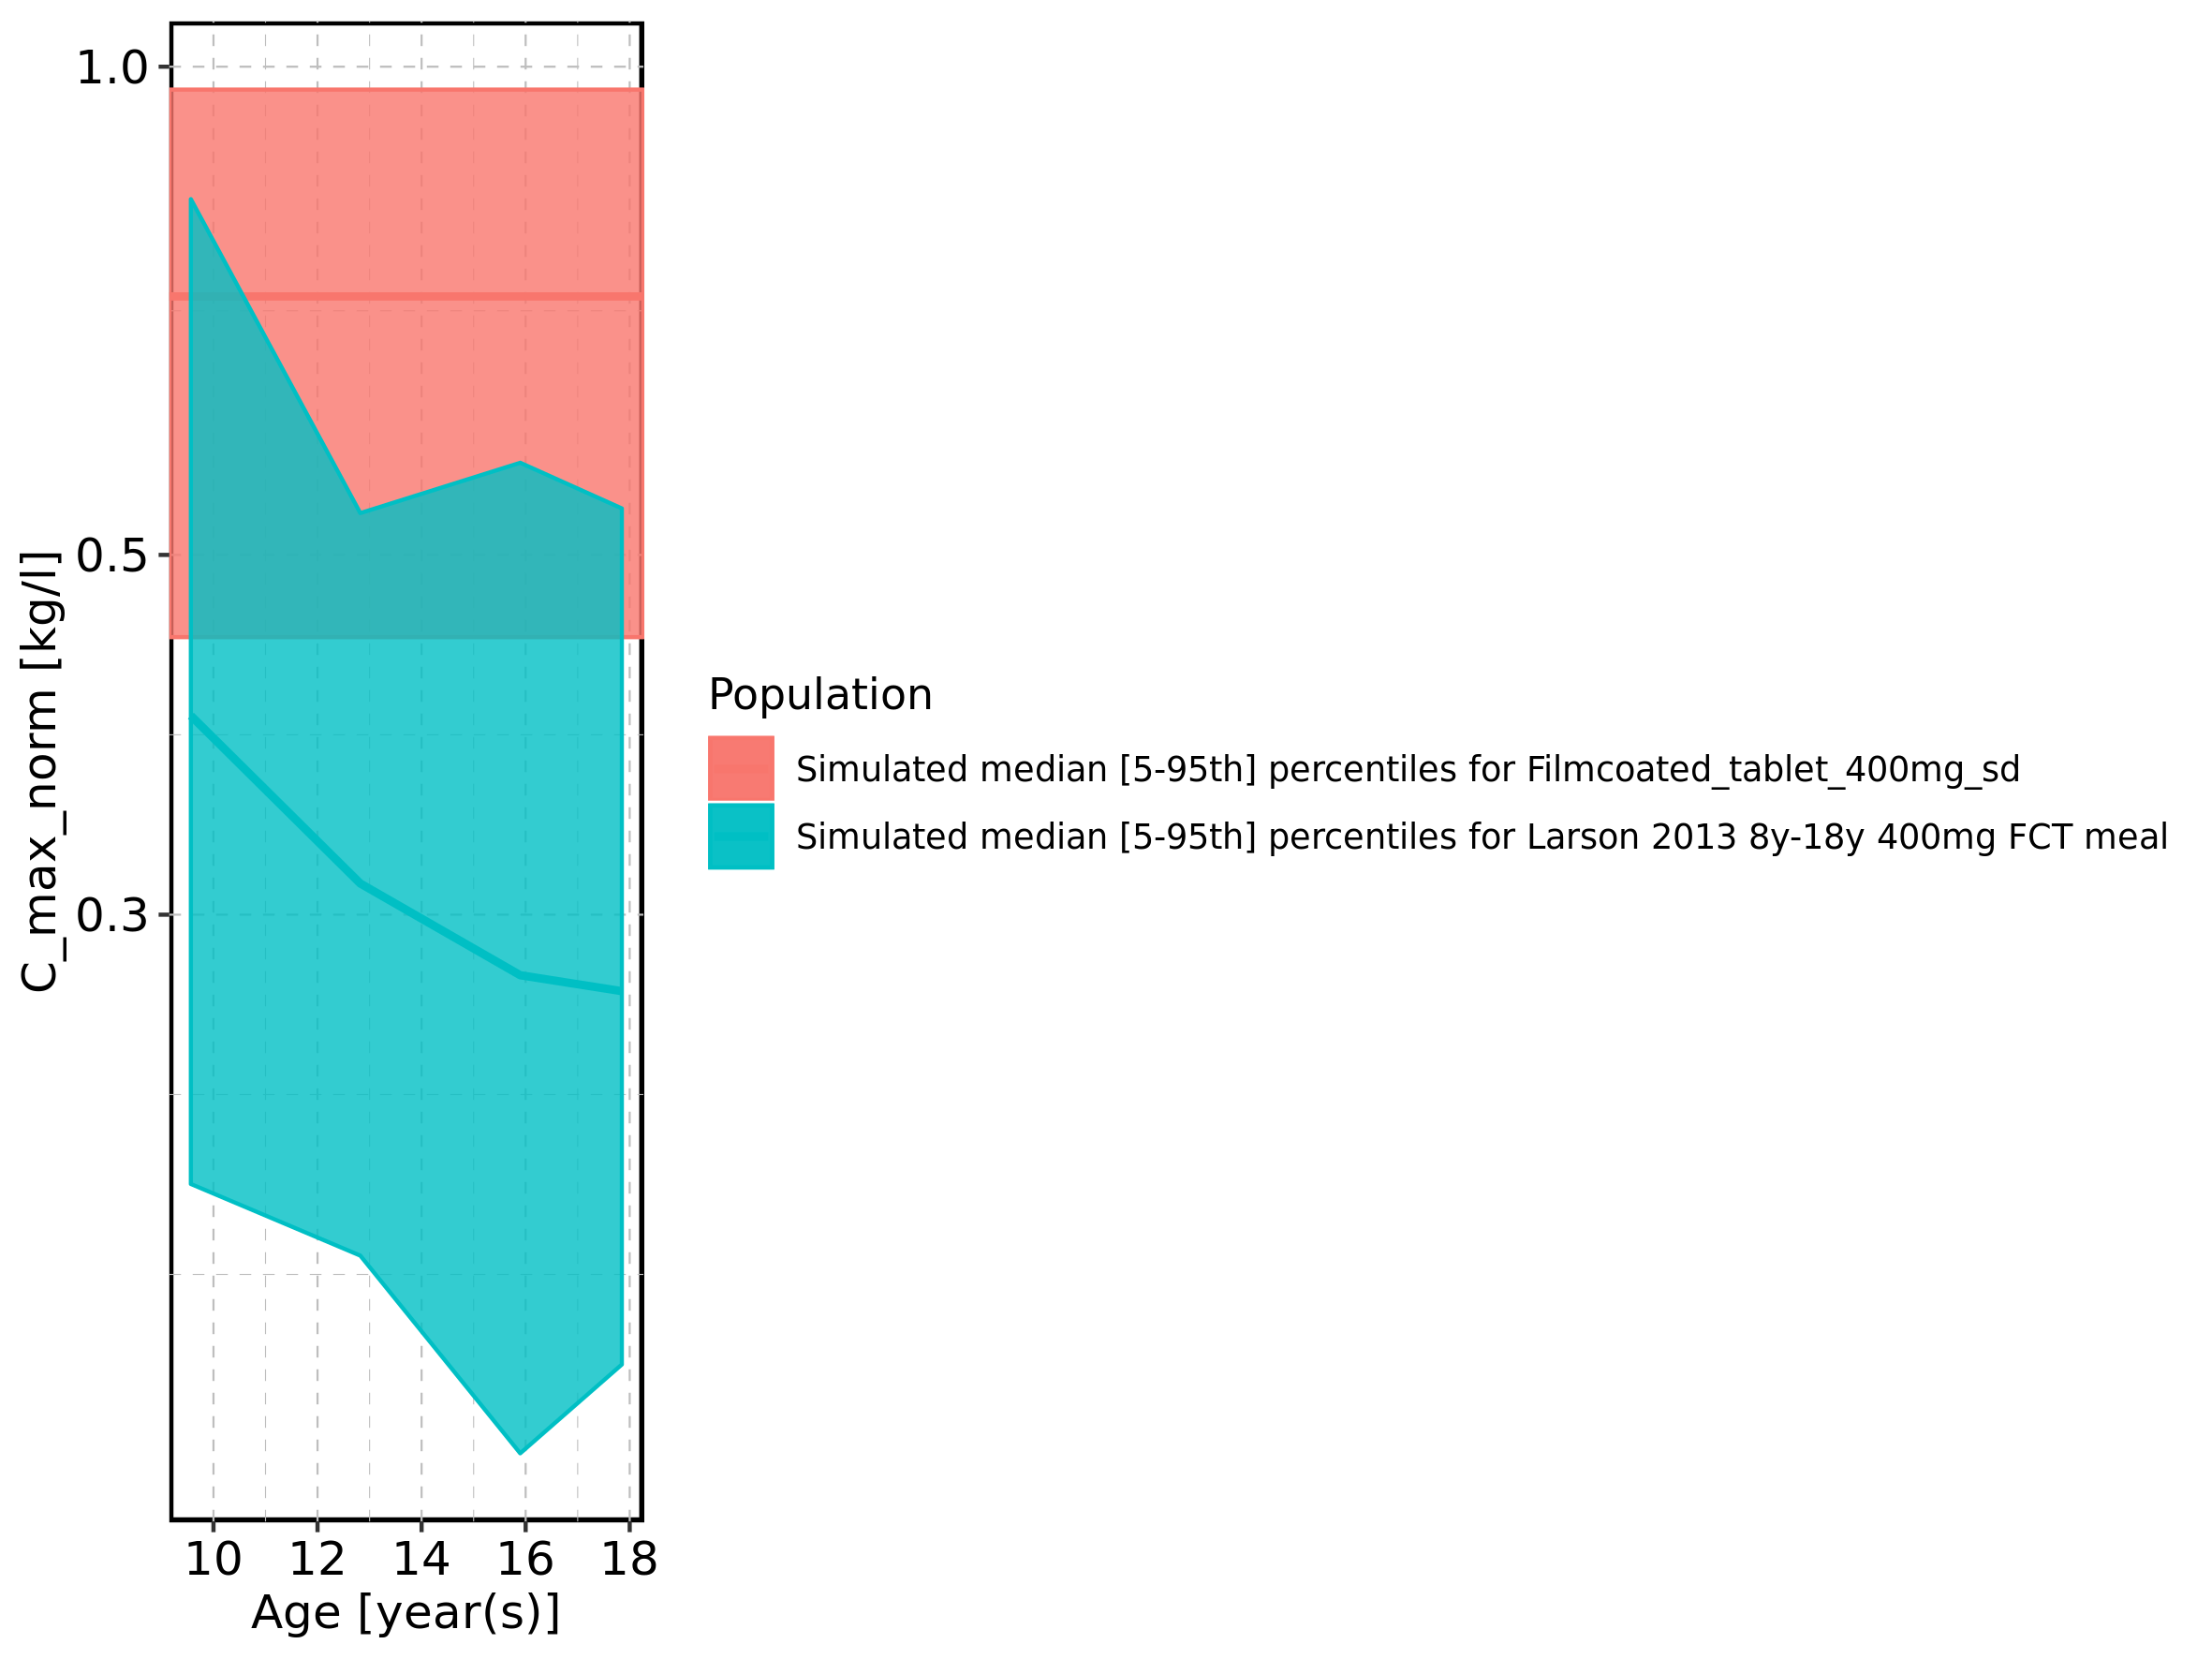 1.0
0.5
0.3
C_max_norm [kg/l]
10 12 14 16 18
Age [year(s)]
Population
Simulated median [5-95th] percentiles for Filmcoated_tablet_400mg_sd
Simulated median [5-95th] percentiles for Larson 2013 8y-18y 400mg FCT meal